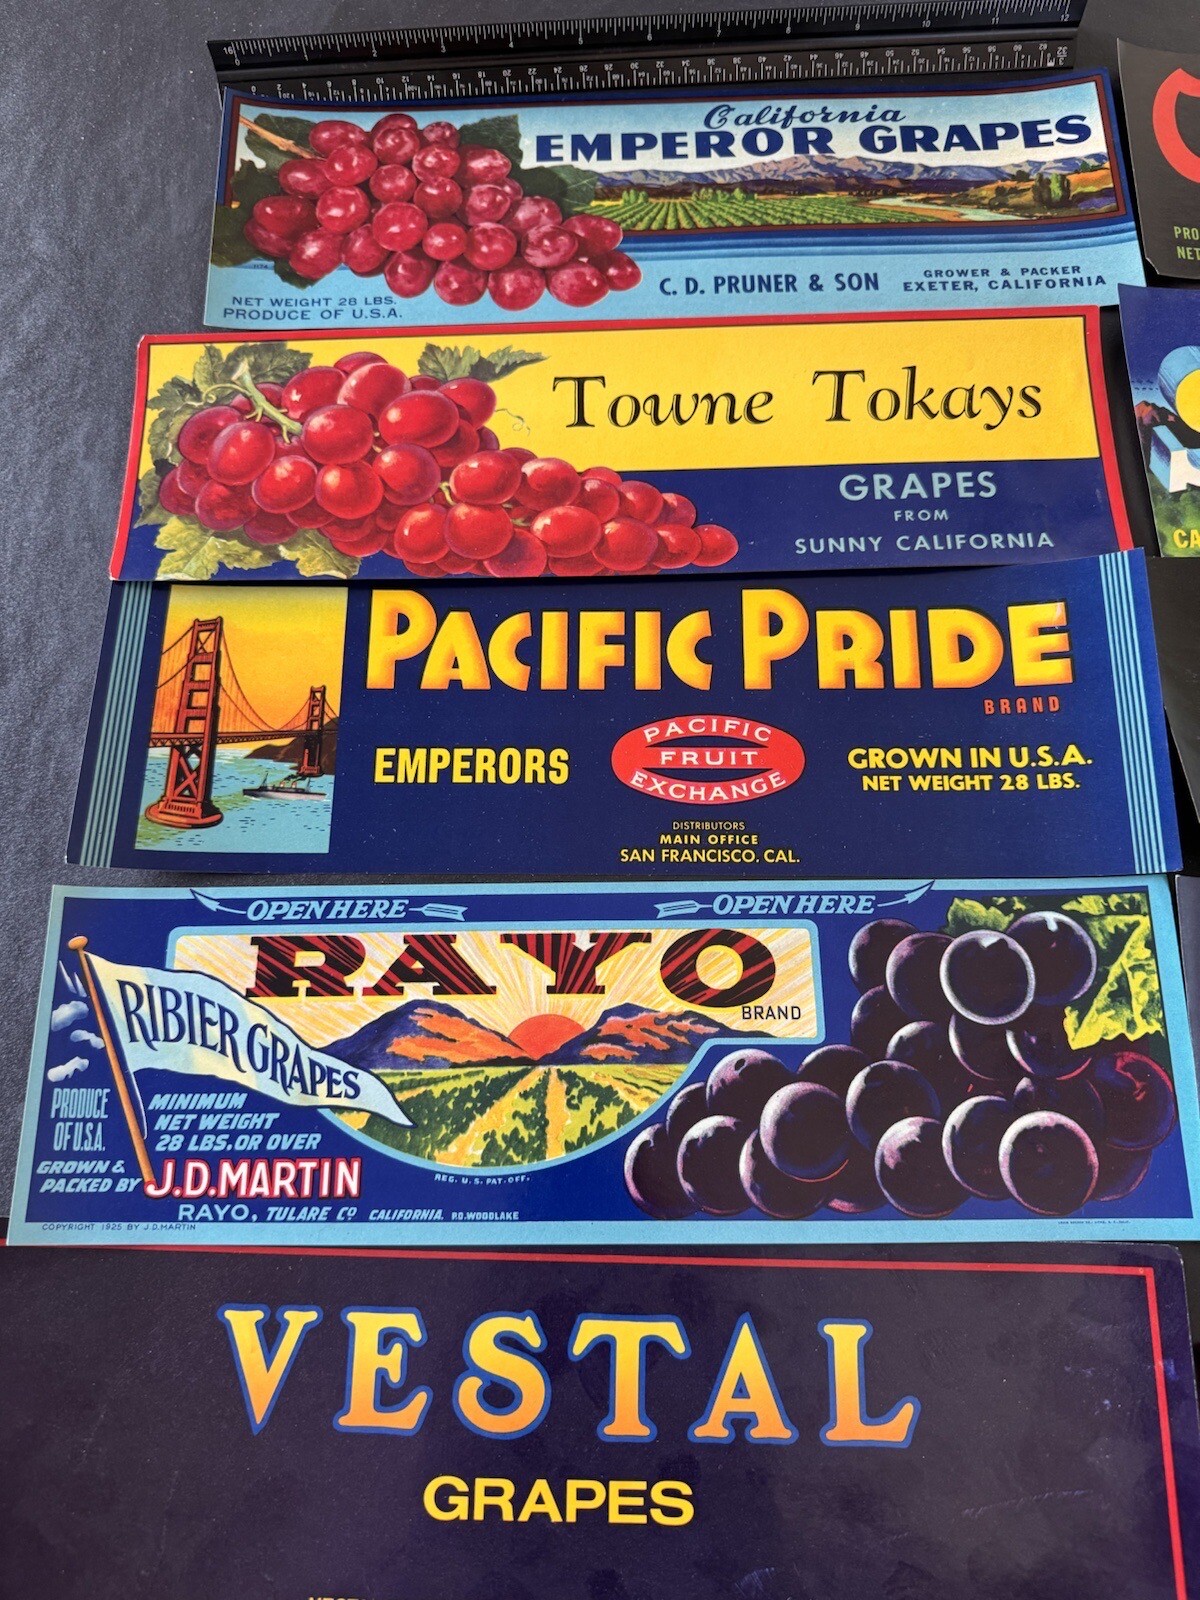 California
EMPEROR GRAPES
C. D. PRUNER & SON
GROWER & PACKER
EXETER, CALIFORNIA
NET WEIGHT 28 LBS.
PRODUCE OF U.S.A.
Towne Tokays
GRAPES
FROM
SUNNY CALIFORNIA
PACIFIC PRIDE
BRAND
EMPERORS
PACIFIC
FRUIT
EXCHANGE
GROWN IN U.S.A.
NET WEIGHT 28 LBS.
DISTRIBUTORS
MAIN OFFICE
SAN FRANCISCO, CAL.
OPEN HERE
OPEN HERE
RAYO
BRAND
RIBIER GRAPES
PRODUCE
OF U.S.A.
MINIMUM
NET WEIGHT
28 LBS. OR OVER
GROWN &
PACKED BY J.D. MARTIN
RAYO, TULARE CO CALIFORNIA. P.O. WOODLAKE
REG. U.S. PAT. OFF.
COPYRIGHT 1925 BY J.D. MARTIN
VESTAL
GRAPES
PRO
NET
CA